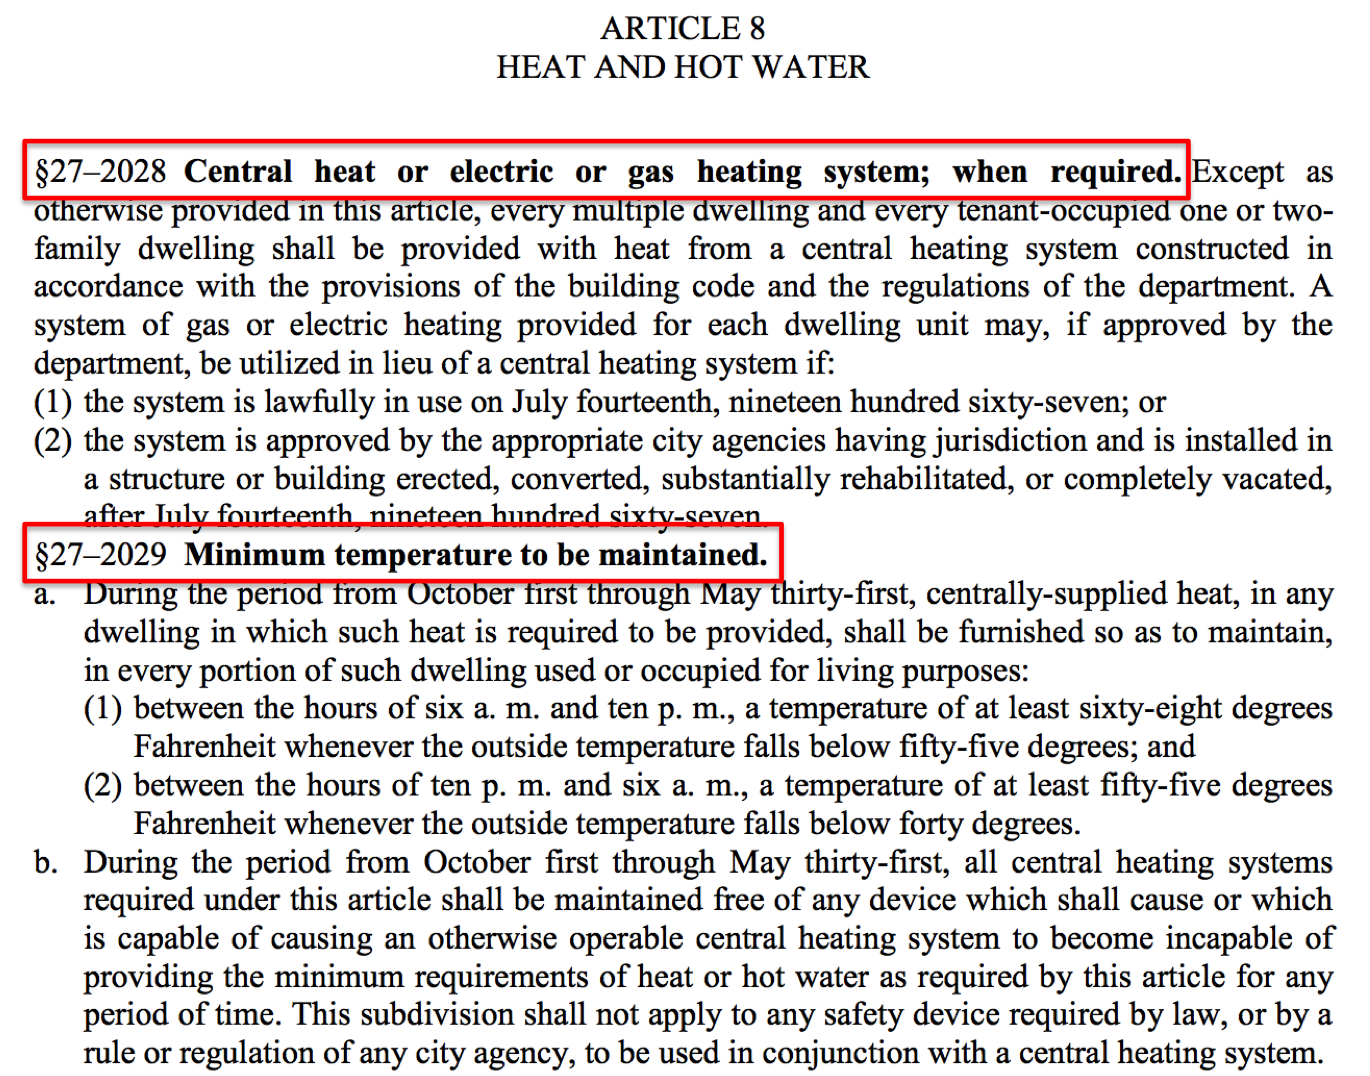 ARTICLE 8
HEAT AND HOT WATER
§27–2028 Central heat or electric or gas heating system; when required. Except as
otherwise provided in this article, every multiple dwelling and every tenant-occupied one or two-
family dwelling shall be provided with heat from a central heating system constructed in
accordance with the provisions of the building code and the regulations of the department. A
system of gas or electric heating provided for each dwelling unit may, if approved by the
department, be utilized in lieu of a central heating system if:
(1) the system is lawfully in use on July fourteenth, nineteen hundred sixty-seven; or
(2) the system is approved by the appropriate city agencies having jurisdiction and is installed in
a structure or building erected, converted, substantially rehabilitated, or completely vacated,
after July fourteenth, nineteen hundred sixty-seven.
§27–2029 Minimum temperature to be maintained.
a. During the period from October first through May thirty-first, centrally-supplied heat, in any
dwelling in which such heat is required to be provided, shall be furnished so as to maintain,
in every portion of such dwelling used or occupied for living purposes:
(1) between the hours of six a. m. and ten p. m., a temperature of at least sixty-eight degrees
Fahrenheit whenever the outside temperature falls below fifty-five degrees; and
(2) between the hours of ten p. m. and six a. m., a temperature of at least fifty-five degrees
Fahrenheit whenever the outside temperature falls below forty degrees.
b. During the period from October first through May thirty-first, all central heating systems
required under this article shall be maintained free of any device which shall cause or which
is capable of causing an otherwise operable central heating system to become incapable of
providing the minimum requirements of heat or hot water as required by this article for any
period of time. This subdivision shall not apply to any safety device required by law, or by a
rule or regulation of any city agency, to be used in conjunction with a central heating system.